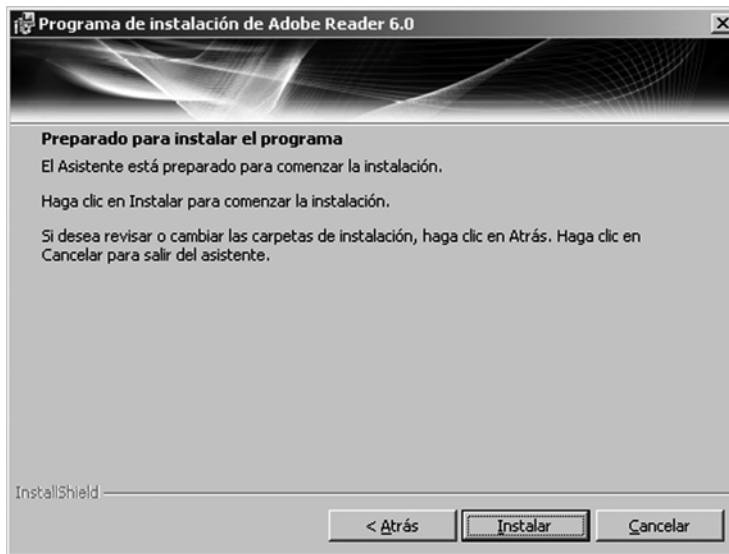 Programa de instalación de Adobe Reader 6.0
Preparado para instalar el programa
El Asistente está preparado para comenzar la instalación.
Haga clic en Instalar para comenzar la instalación.
Si desea revisar o cambiar las carpetas de instalación, haga clic en Atrás. Haga clic en
Cancelar para salir del asistente.
InstallShield
< Atrás
Instalar
Cancelar